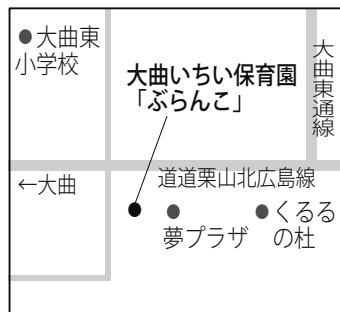 ●大曲東
小学校
大曲いちい保育園
「ぶらんこ」
大曲東通線
←大曲
道道栗山北広島線
夢プラザ
くるる
の杜